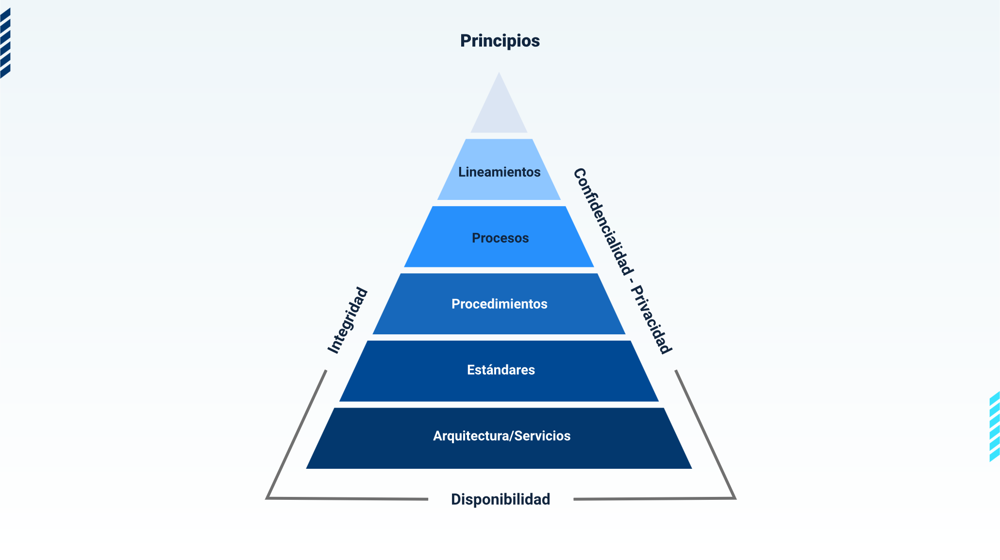 Principios
Lineamientos
Confidencialidad - Privacidad
Procesos
Procedimientos
Integridad
Estándares
Arquitectura/Servicios
Disponibilidad